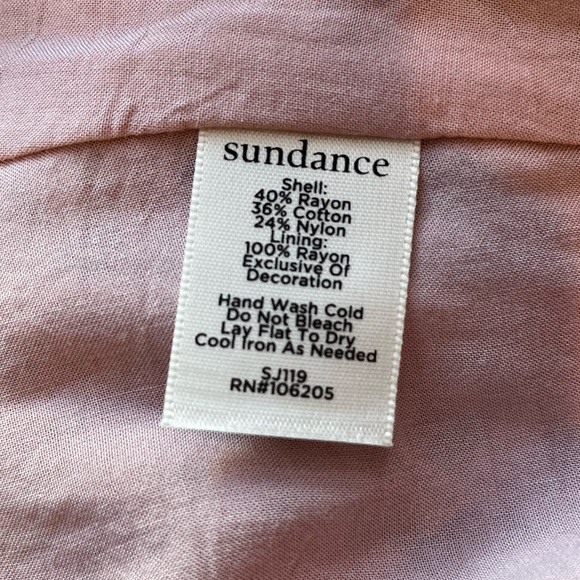 sundance
Shell:
40% Rayon
36% Cotton
24% Nylon
Lining:
100% Rayon
Exclusive Of
Decoration
Hand Wash Cold
Do Not Bleach
Lay Flat To Dry
Cool Iron As Needed
SJ119
RN#106205